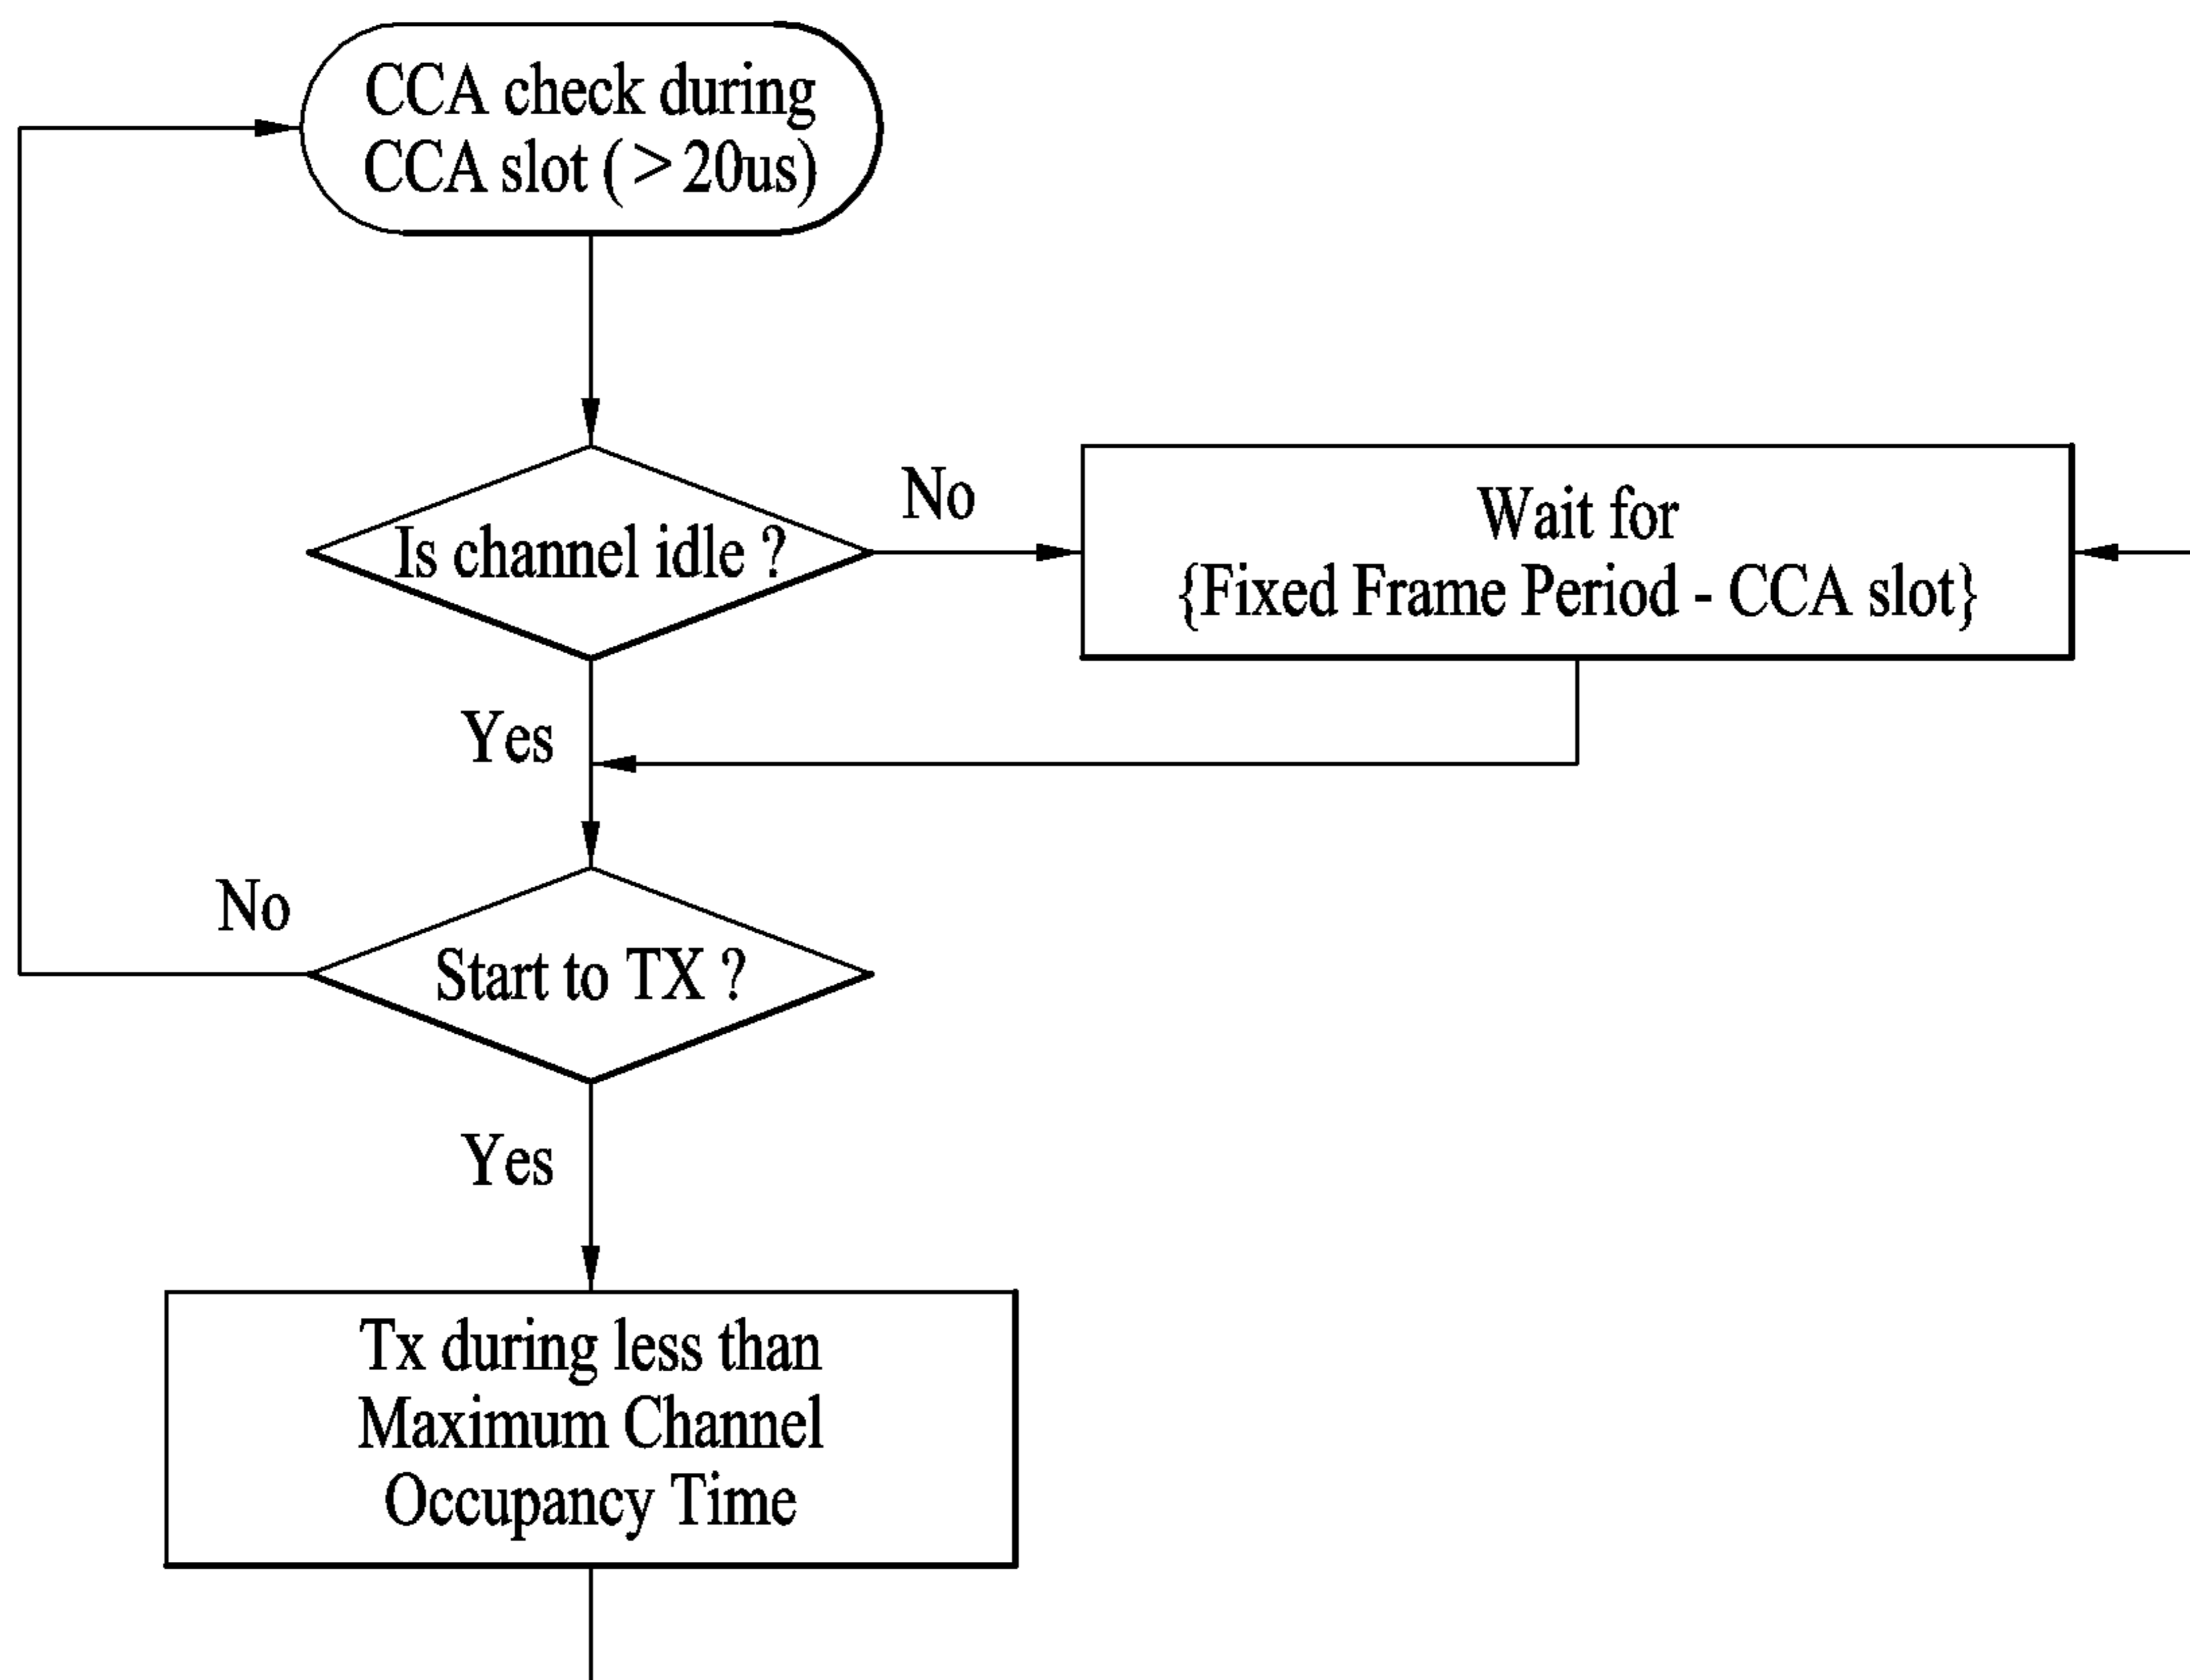 CCA check during
CCA slot ( > 20us)
Is channel idle ?
No
Wait for
{Fixed Frame Period - CCA slot}
Yes
No
Start to TX ?
Yes
Tx during less than
Maximum Channel
Occupancy Time